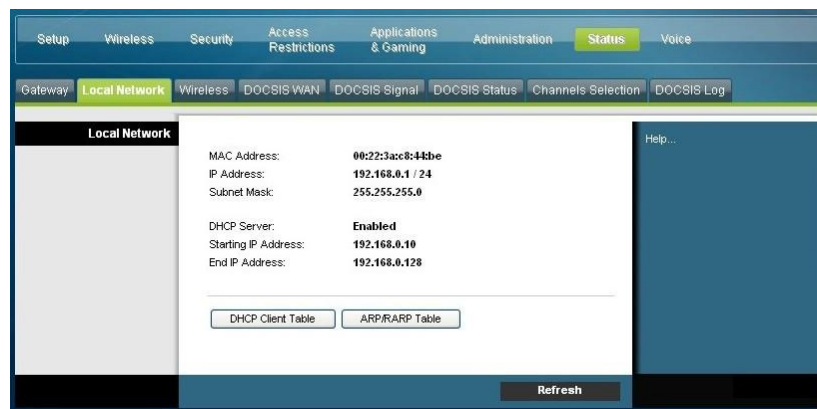 Setup Wireless Security Access Restrictions Applications & Gaming Administration Status Voice
Gateway Local Network Wireless DOCSIS WAN DOCSIS Signal DOCSIS Status Channels Selection DOCSIS Log
Local Network
Help...
MAC Address: 00:22:3a:c8:44:be
IP Address: 192.168.0.1 / 24
Subnet Mask: 255.255.255.0
DHCP Server: Enabled
Starting IP Address: 192.168.0.10
End IP Address: 192.168.0.128
DHCP Client Table ARP/RARP Table
Refresh